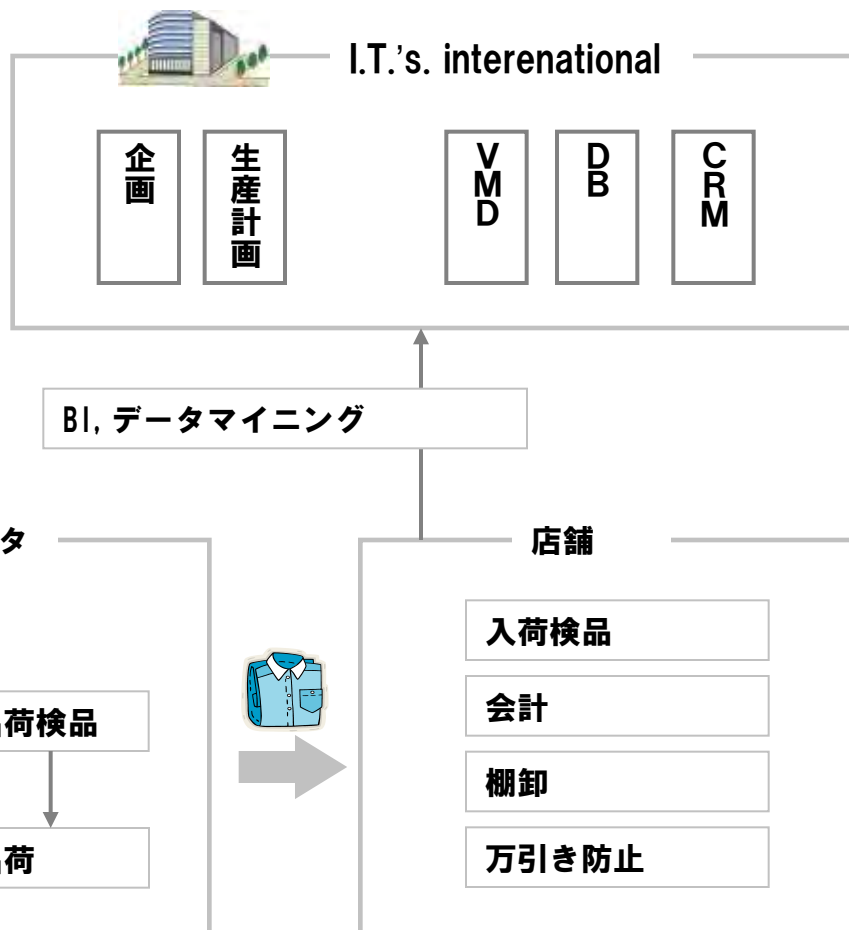 I.T.'s. interenational
企画
生産計画
VMD
DB
CRM
BI, データマイニング
タ
店舗
入荷検品
荷検品
会計
棚卸
荷
万引き防止